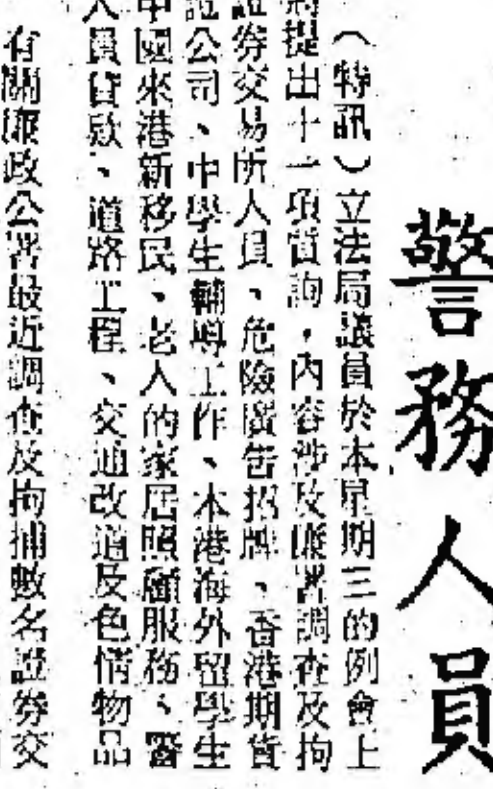 警務人員
（特訊）立法局議員於本星期三的例會上
將提出十一項質詢，內容涉及廉署調查及拘
證券交易所人員、危險廣告招牌、香港期貨
證公司、中學生輔導工作、本港海外留學生
中國來港新移民、老人的家居照顧服務、警
人員貸款、道路工程、交通改道及色情物品
有關廉政公署最近調查及拘捕數名證券交